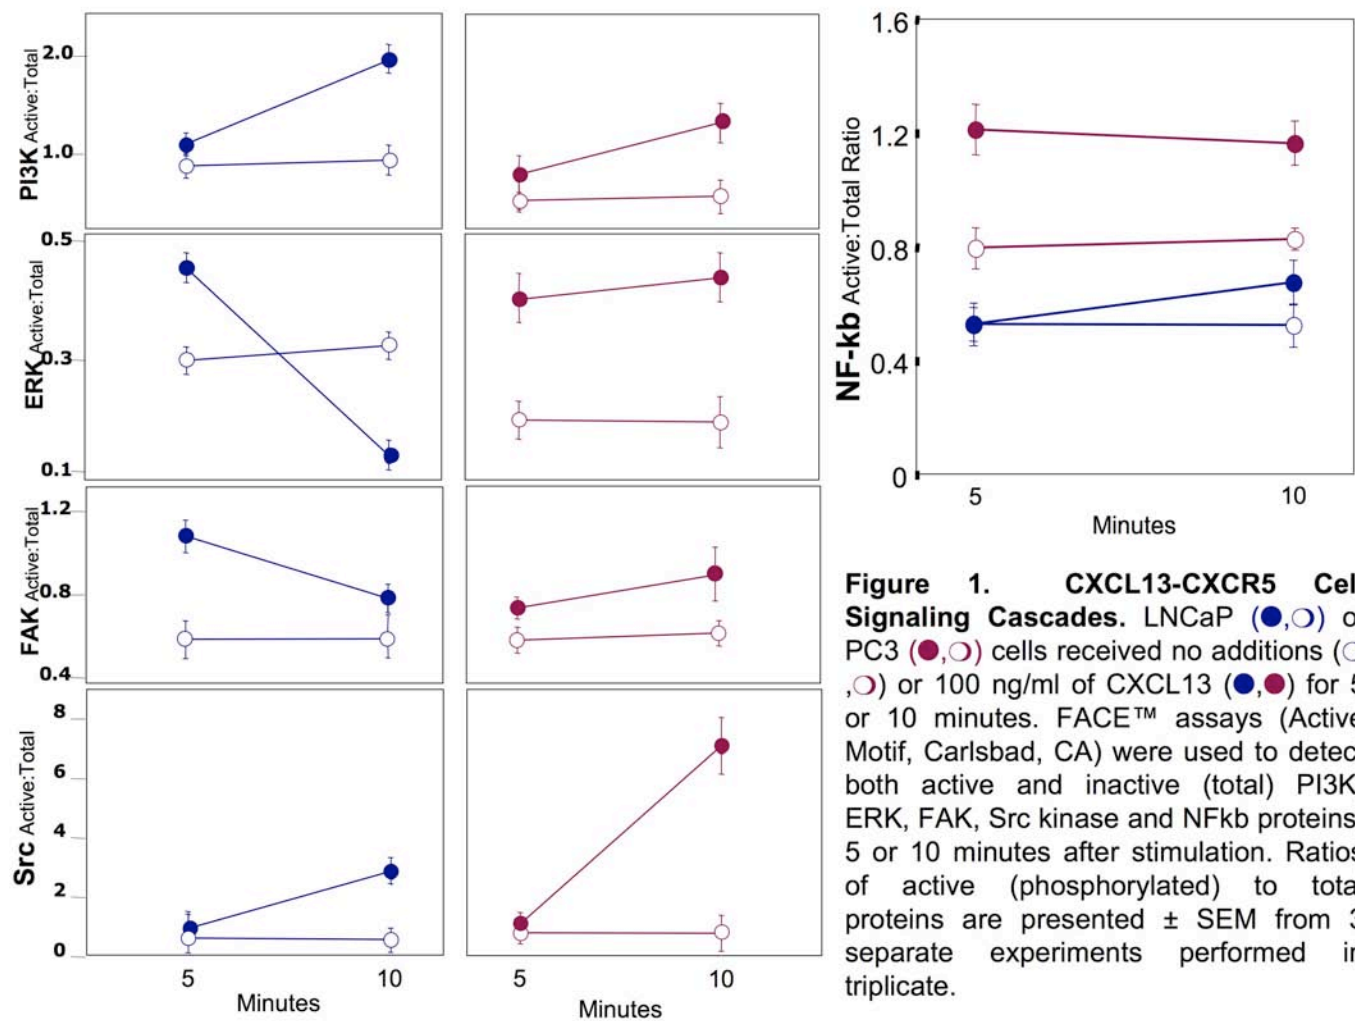 PI3K Active:Total
2.0
1.0
ERK Active:Total
0.5
0.3
0.1
FAK Active:Total
1.2
0.8
0.4
Src Active:Total
8
6
4
2
0
5
10
Minutes
5
10
Minutes
NF-kb Active:Total Ratio
1.6
1.2
0.8
0.4
0
5
10
Minutes
Figure 1. CXCL13-CXCR5 Cel
Signaling Cascades. LNCaP (●,○) o
PC3 (●,○) cells received no additions (○
,○) or 100 ng/ml of CXCL13 (●,●) for 5
or 10 minutes. FACE™ assays (Active
Motif, Carlsbad, CA) were used to detec
both active and inactive (total) PI3K
ERK, FAK, Src kinase and NFkb proteins
5 or 10 minutes after stimulation. Ratios
of active (phosphorylated) to tota
proteins are presented ± SEM from 3
separate experiments performed in
triplicate.